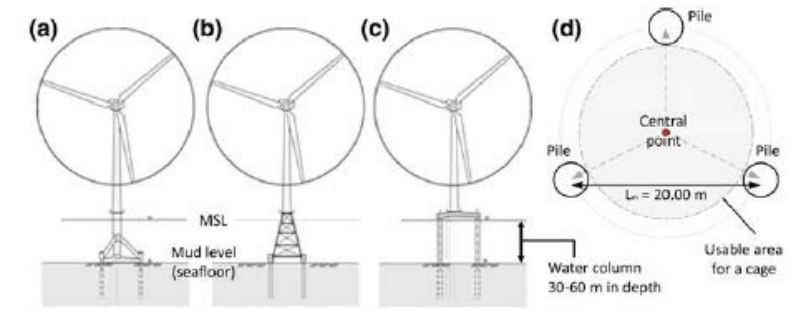 (a)
(b)
(c)
(d)
Pile
Central
point
Pile
Pile
Lₘ = 20.00 m
MSL
Mud level
(seafloor)
Water column
30-60 m in depth
Usable area
for a cage